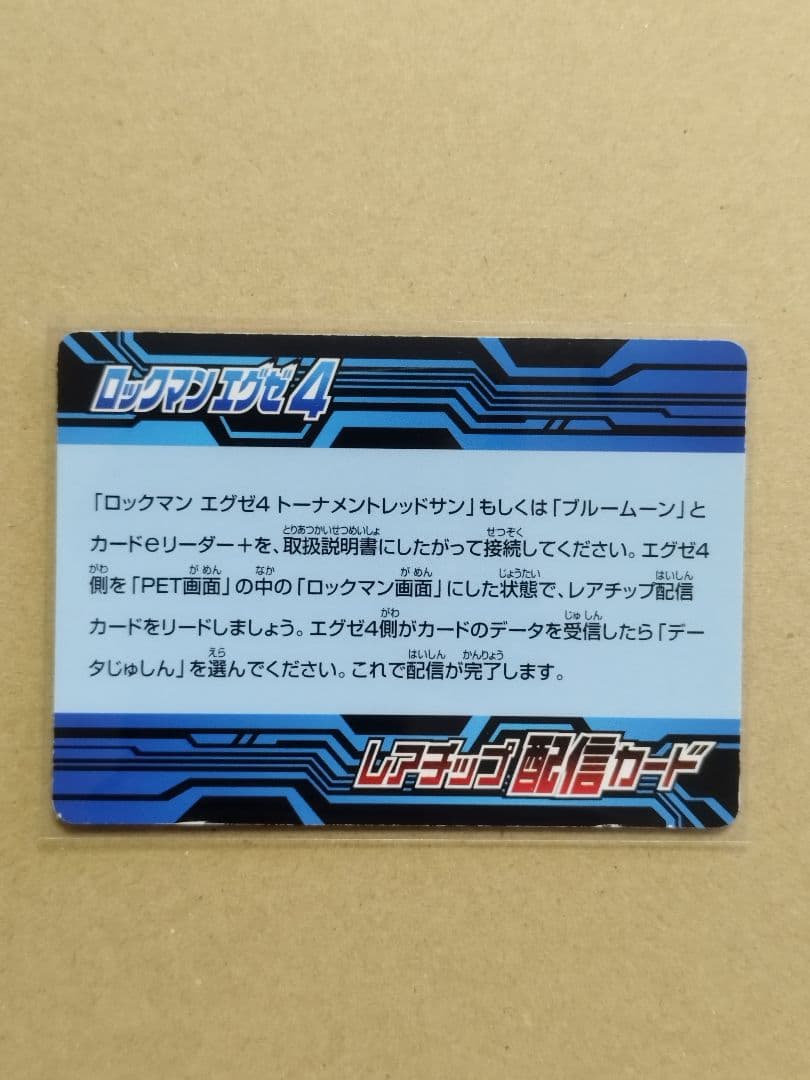 ロックマン エグゼ4
「ロックマン エグゼ4 トーナメントレッドサン」もしくは「ブルームーン」と
カードeリーダー+を、取扱説明書にしたがって接続してください。エグゼ4
側を「PET画面」の中の「ロックマン画面」にした状態で、レアチップ配信
カードをリードしましょう。エグゼ4側がカードのデータを受信したら「デー
タじゅしん」を選んでください。これで配信が完了します。
レアチップ配信カード